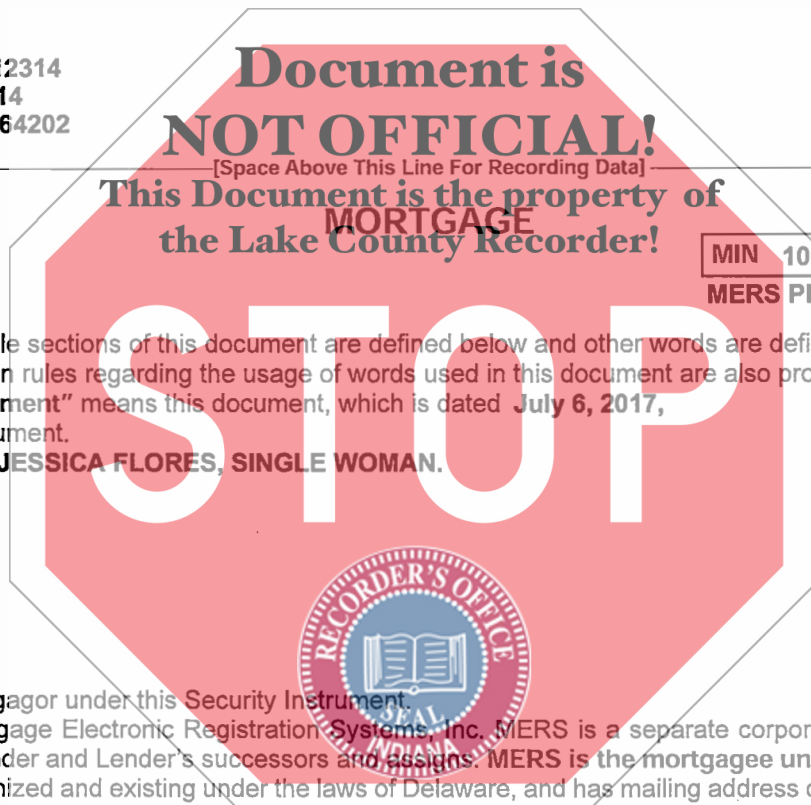 12314
Document is
14
64202
NOT OFFICIAL!
[Space Above This Line For Recording Data]
This Document is the property of
MORTGAGE
the Lake County Recorder!
MIN 10
MERS
STOP
le sections of this document are defined below and other words are defi
n rules regarding the usage of words used in this document are also pro
ment” means this document, which is dated July 6, 2017,
ument.
JESSICA FLORES, SINGLE WOMAN.
RECORDER'S OFFICE
SEAL
INDIANA
gagor under this Security Instrument.
gage Electronic Registration Systems, Inc. MERS is a separate corpor
der and Lender's successors and assigns. MERS is the mortgagee un
nized and existing under the laws of Delaware, and has mailing address